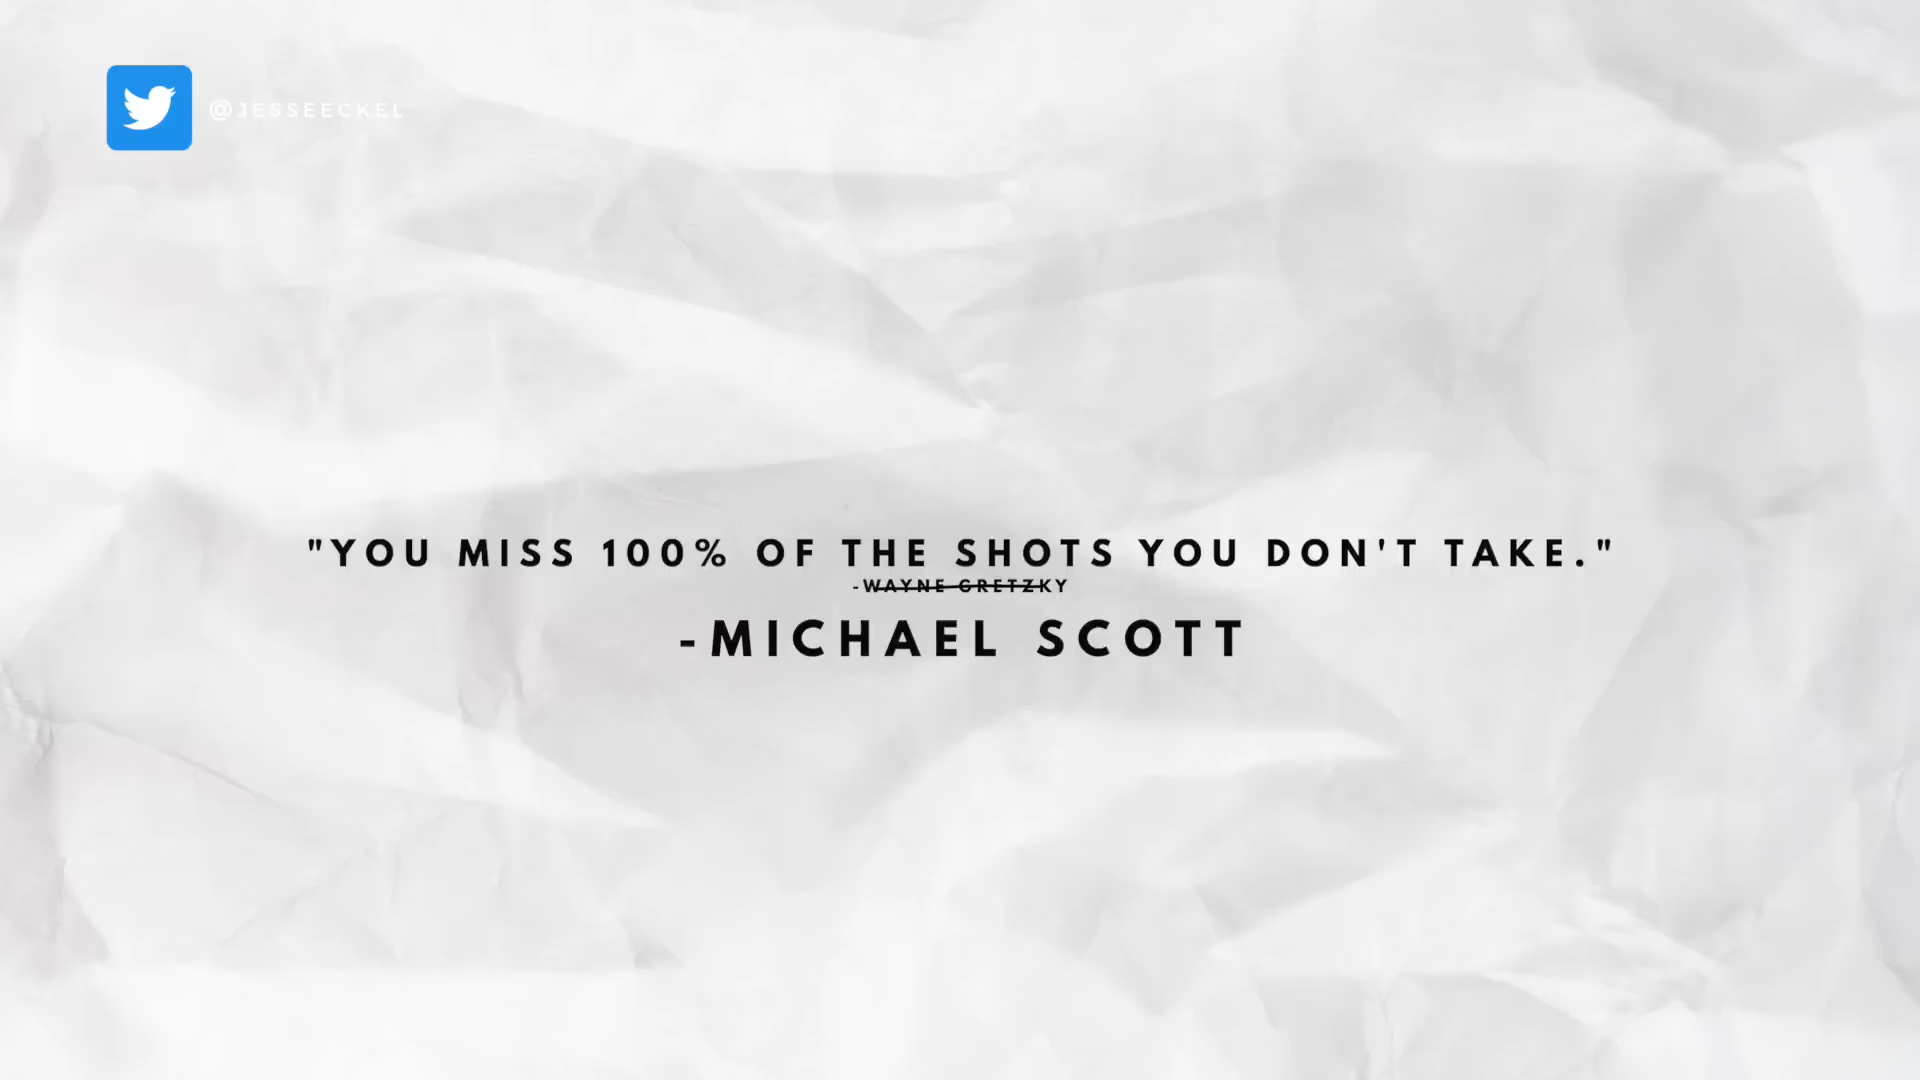 @JESSEECKEL
"YOU MISS 100% OF THE SHOTS YOU DON'T TAKE."
-WAYNE GRETZKY
-MICHAEL SCOTT